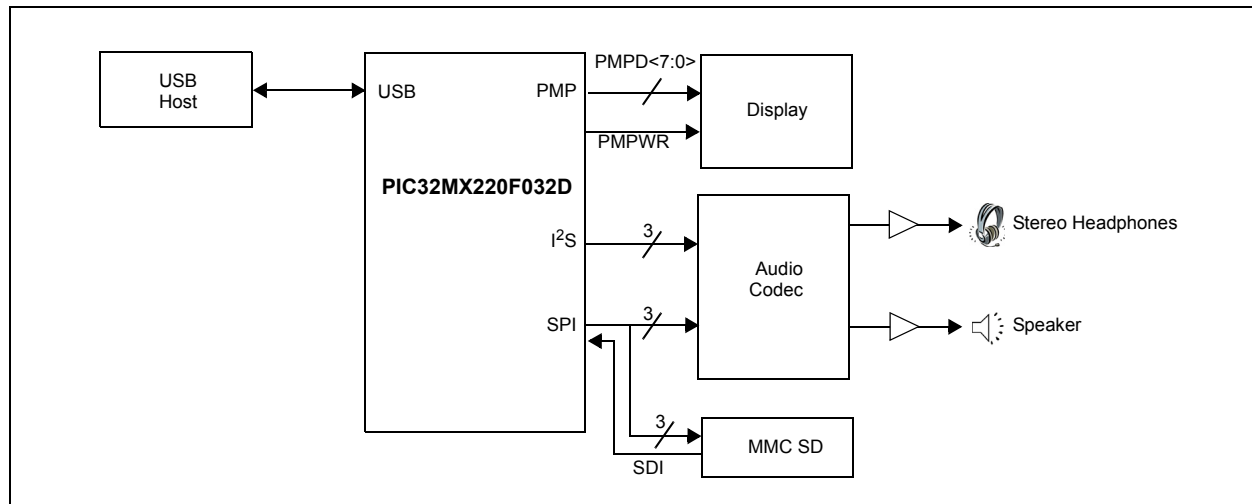 USB
Host
USB
PMP
PMPD<7:0>
PMPWR
Display
PIC32MX220F032D
I²S
3
SPI
3
Audio
Codec
Stereo Headphones
Speaker
3
SDI
MMC SD